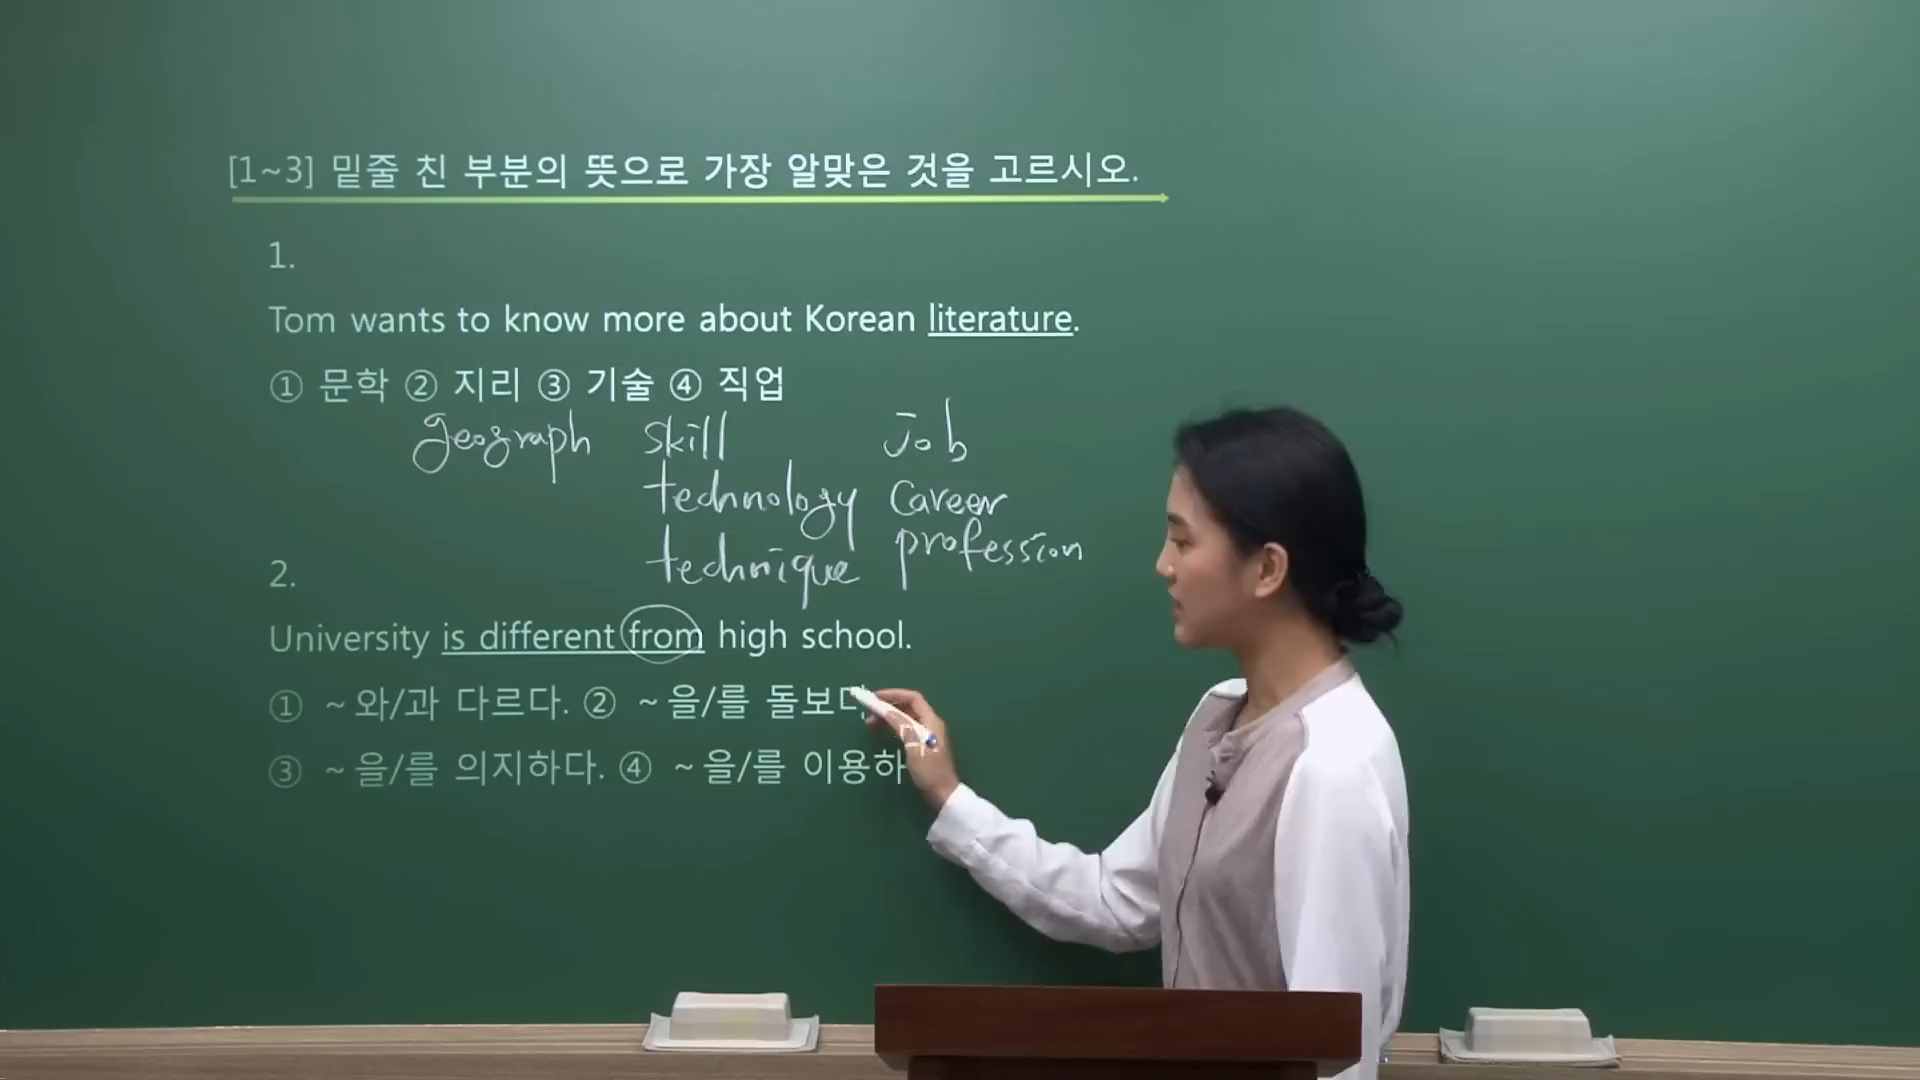 [1~3] 밑줄 친 부분의 뜻으로 가장 알맞은 것을 고르시오.
1.
Tom wants to know more about Korean literature.
① 문학 ② 지리 ③ 기술 ④ 직업
geograph skill Job
technology career
technique profession
2.
University is different from high school.
① ~와/과 다르다. ② ~을/를 돌보다
③ ~을/를 의지하다. ④ ~을/를 이용하다.